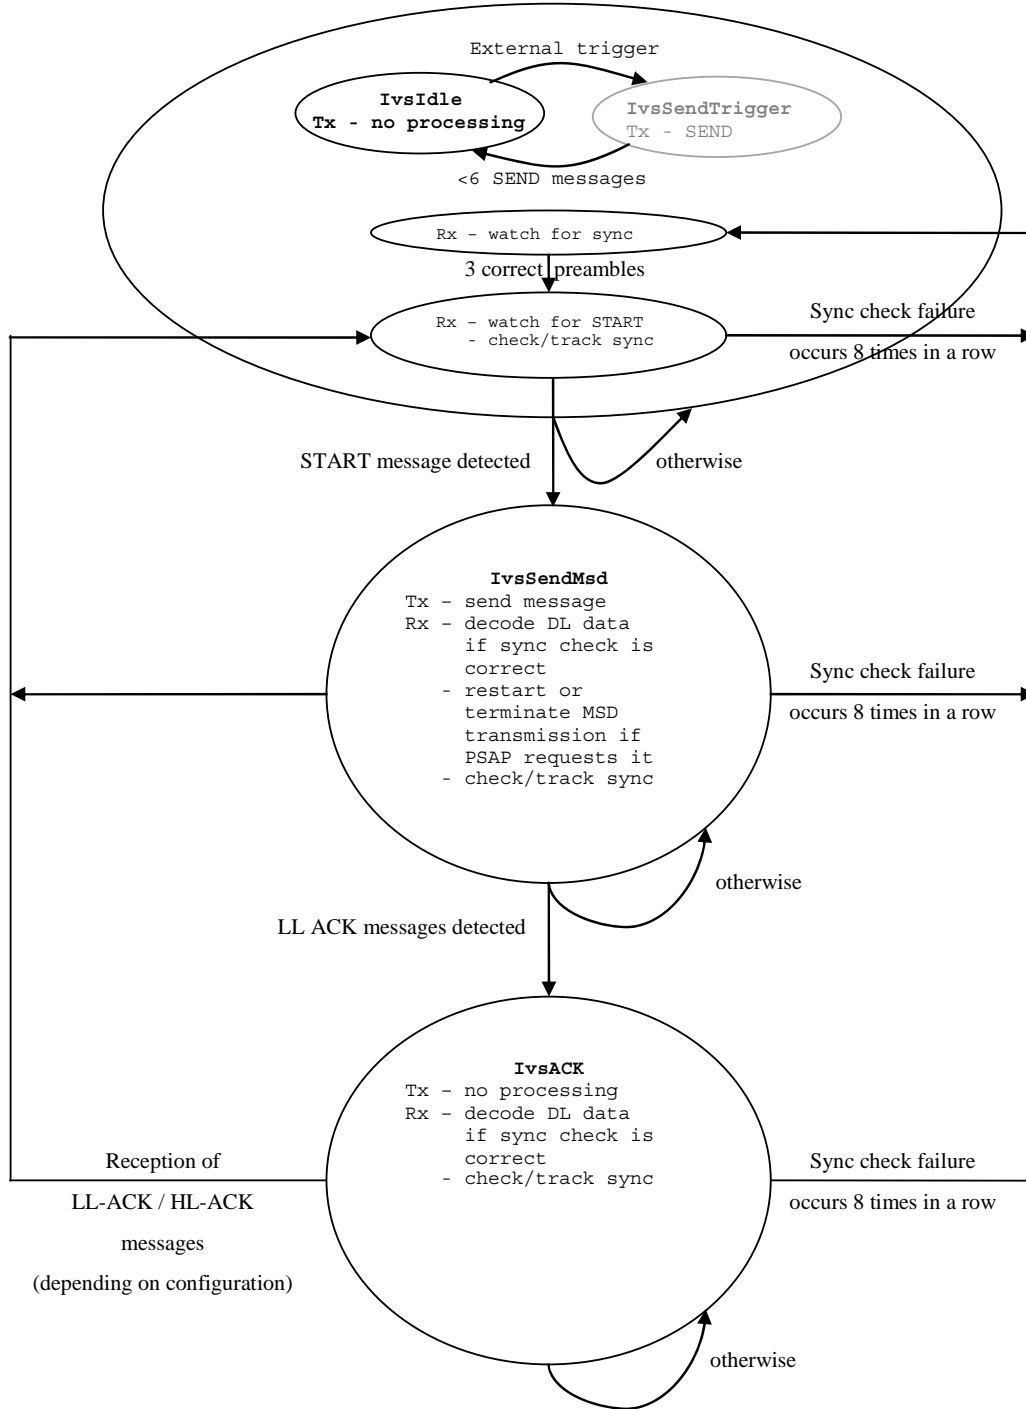 External trigger
IvsIdle
Tx - no processing
IvsSendTrigger
Tx - SEND
<6 SEND messages
Rx - watch for sync
3 correct preambles
Rx - watch for START
- check/track sync
Sync check failure
occurs 8 times in a row
START message detected
otherwise
IvsSendMsd
Tx - send message
Rx - decode DL data
if sync check is
correct
- restart or
terminate MSD
transmission if
PSAP requests it
- check/track sync
Sync check failure
occurs 8 times in a row
otherwise
LL ACK messages detected
IvsACK
Tx - no processing
Rx - decode DL data
if sync check is
correct
- check/track sync
Reception of
LL-ACK / HL-ACK
messages
(depending on configuration)
Sync check failure
occurs 8 times in a row
otherwise